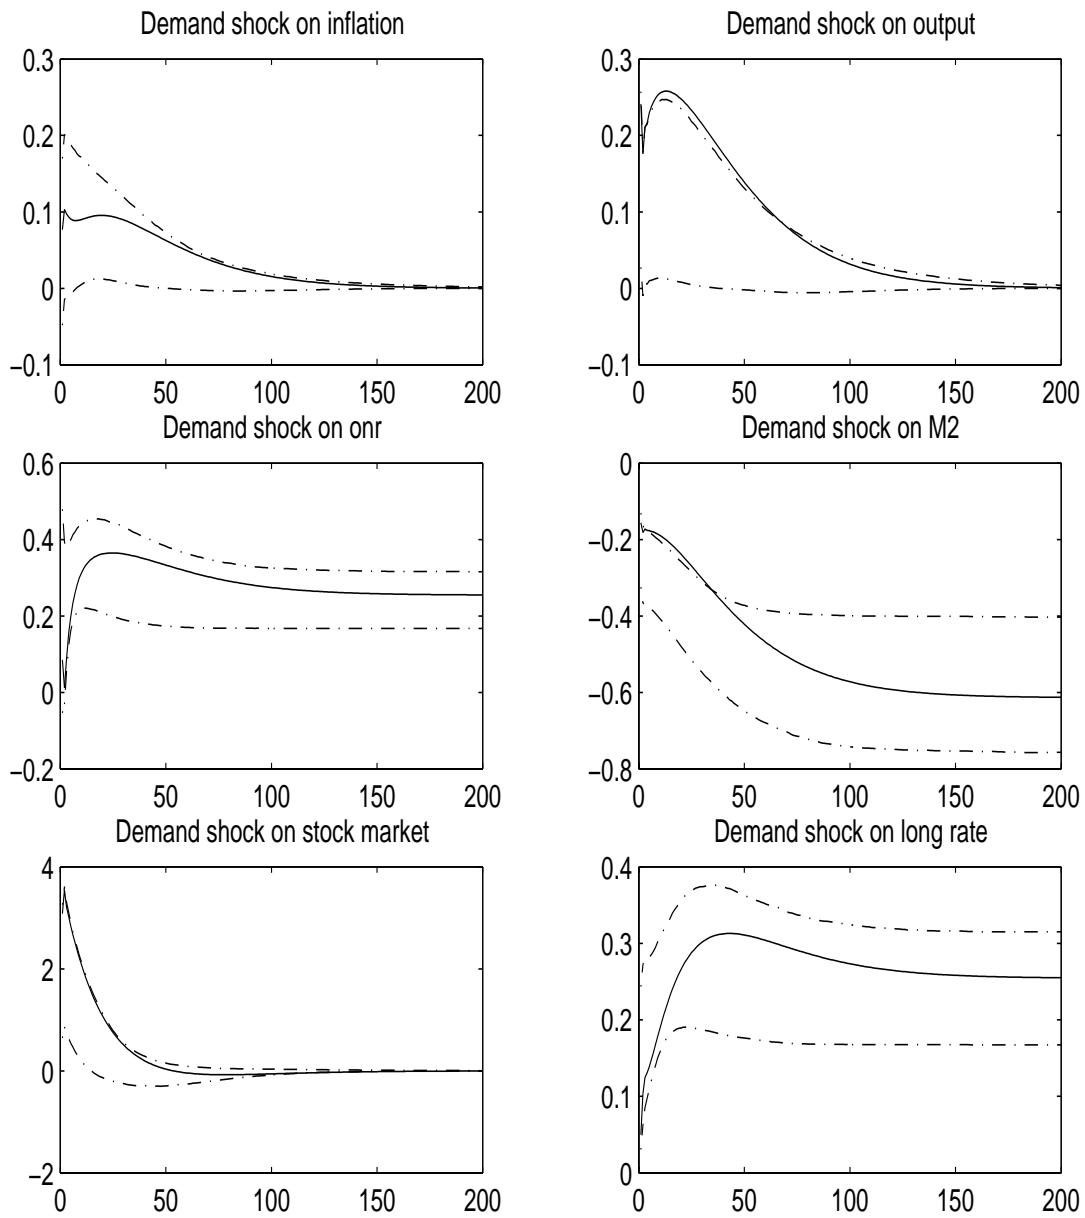 Demand shock on inflation
0.3
0.2
0.1
0
−0.1
0 50 100 150 200
Demand shock on output
0.3
0.2
0.1
0
−0.1
0 50 100 150 200
Demand shock on onr
0.6
0.4
0.2
0
−0.2
0 50 100 150 200
Demand shock on M2
0
−0.2
−0.4
−0.6
−0.8
0 50 100 150 200
Demand shock on stock market
4
2
0
−2
0 50 100 150 200
Demand shock on long rate
0.4
0.3
0.2
0.1
0
0 50 100 150 200